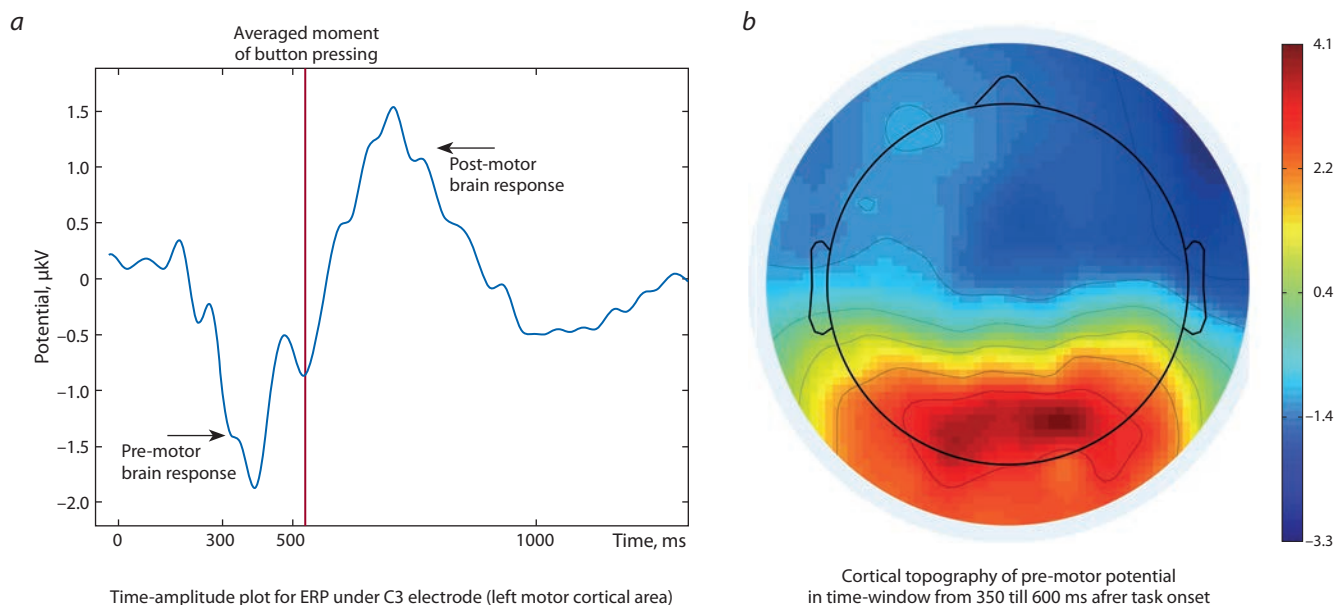 a
Averaged moment
of button pressing
1.5
1.0
0.5
0
–0.5
–1.0
–1.5
–2.0
Potential, µkV
Post-motor
brain response
Pre-motor
brain response
0
300
500
1000
Time, ms
Time-amplitude plot for ERP under C3 electrode (left motor cortical area)
b
4.1
2.2
0.4
–1.4
–3.3
Cortical topography of pre-motor potential
in time-window from 350 till 600 ms afrer task onset